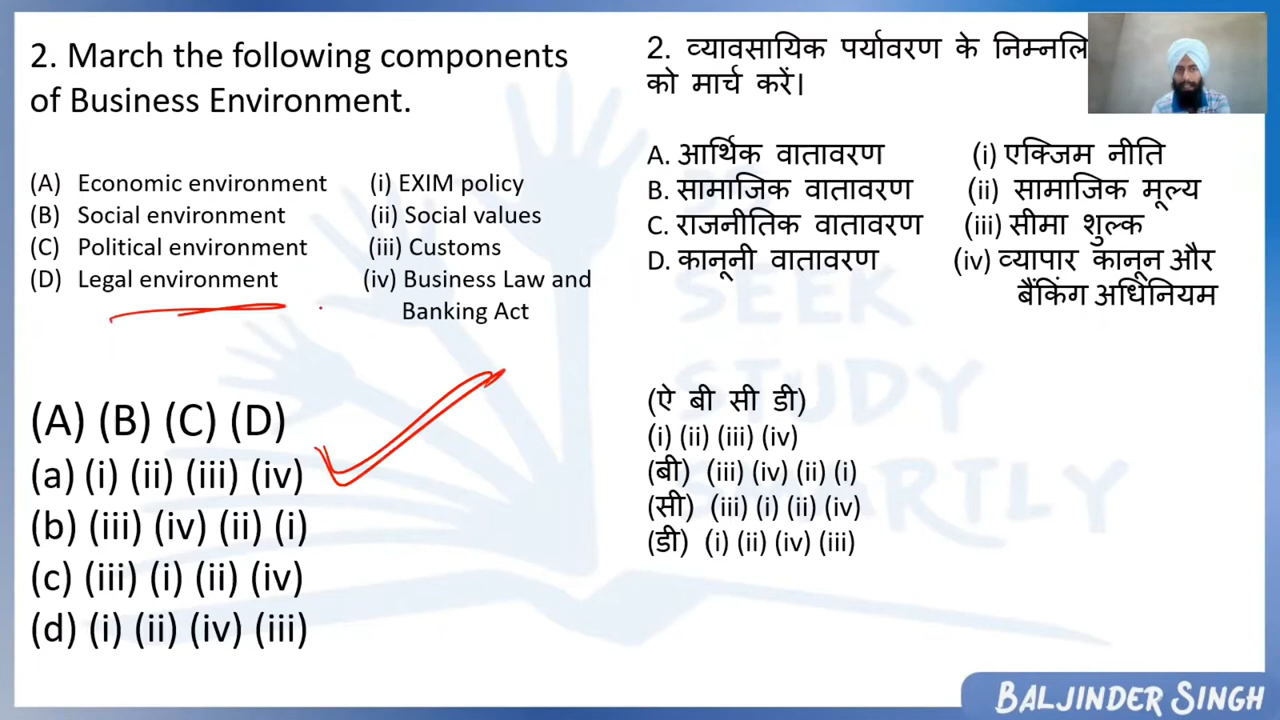 2. March the following components
of Business Environment.
(A) Economic environment (i) EXIM policy
(B) Social environment (ii) Social values
(C) Political environment (iii) Customs
(D) Legal environment (iv) Business Law and
Banking Act
(A) (B) (C) (D)
(a) (i) (ii) (iii) (iv)
(b) (iii) (iv) (ii) (i)
(c) (iii) (i) (ii) (iv)
(d) (i) (ii) (iv) (iii)
2. व्यावसायिक पर्यावरण के
को मार्च करें।
A. आर्थिक वातावरण (i) एक्जिम नीति
B. सामाजिक वातावरण (ii) सामाजिक मूल्य
C. राजनीतिक वातावरण (iii) सीमा शुल्क
D. कानूनी वातावरण (iv) व्यापार कानून और
बैंकिंग अधिनियम
(ऐ बी सी डी)
(i) (ii) (iii) (iv)
(बी) (iii) (iv) (ii) (i)
(सी) (iii) (i) (ii) (iv)
(डी) (i) (ii) (iv) (iii)
SEEK
STUDY
BALJINDER SINGH